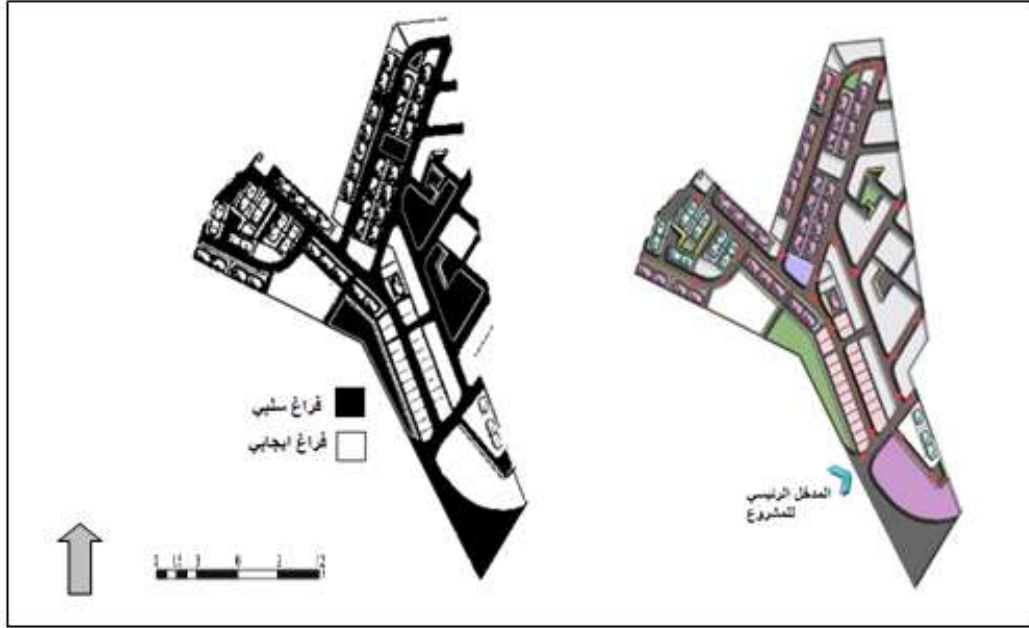 فراغ سلبي
فراغ ايجابي
المدخل الرئيسي
للمشروع